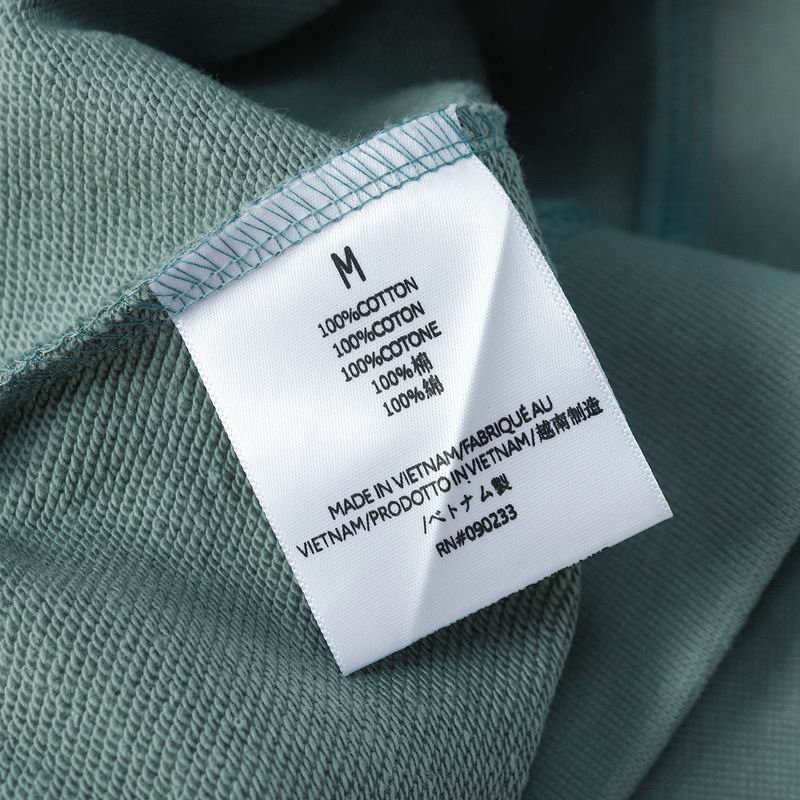 M
100%COTTON
100%COTON
100%COTONE
100%棉
100%綿
MADE IN VIETNAM/FABRIQUÉ AU
VIETNAM/PRODOTTO IN VIETNAM/越南制造
/ベトナム製
RN#090233